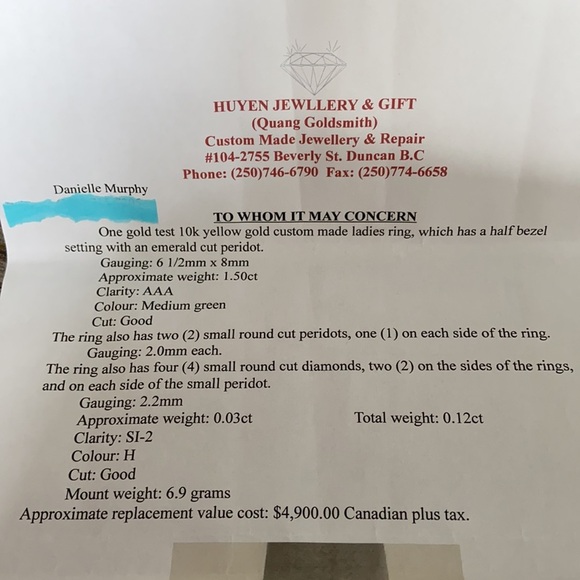 HUYEN JEWLLERY & GIFT
(Quang Goldsmith)
Custom Made Jewellery & Repair
#104-2755 Beverly St. Duncan B.C
Phone: (250)746-6790 Fax: (250)774-6658
Danielle Murphy
TO WHOM IT MAY CONCERN
One gold test 10k yellow gold custom made ladies ring, which has a half bezel
setting with an emerald cut peridot.
Gauging: 6 1/2mm x 8mm
Approximate weight: 1.50ct
Clarity: AAA
Colour: Medium green
Cut: Good
The ring also has two (2) small round cut peridots, one (1) on each side of the ring.
Gauging: 2.0mm each.
The ring also has four (4) small round cut diamonds, two (2) on the sides of the rings,
and on each side of the small peridot.
Gauging: 2.2mm
Approximate weight: 0.03ct Total weight: 0.12ct
Clarity: SI-2
Colour: H
Cut: Good
Mount weight: 6.9 grams
Approximate replacement value cost: $4,900.00 Canadian plus tax.